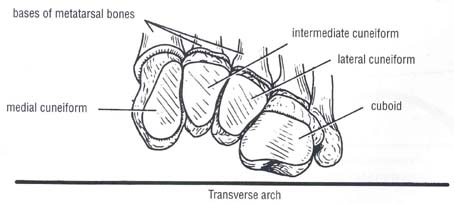 bases of metatarsal bones
intermediate cuneiform
lateral cuneiform
medial cuneiform
cuboid
Transverse arch